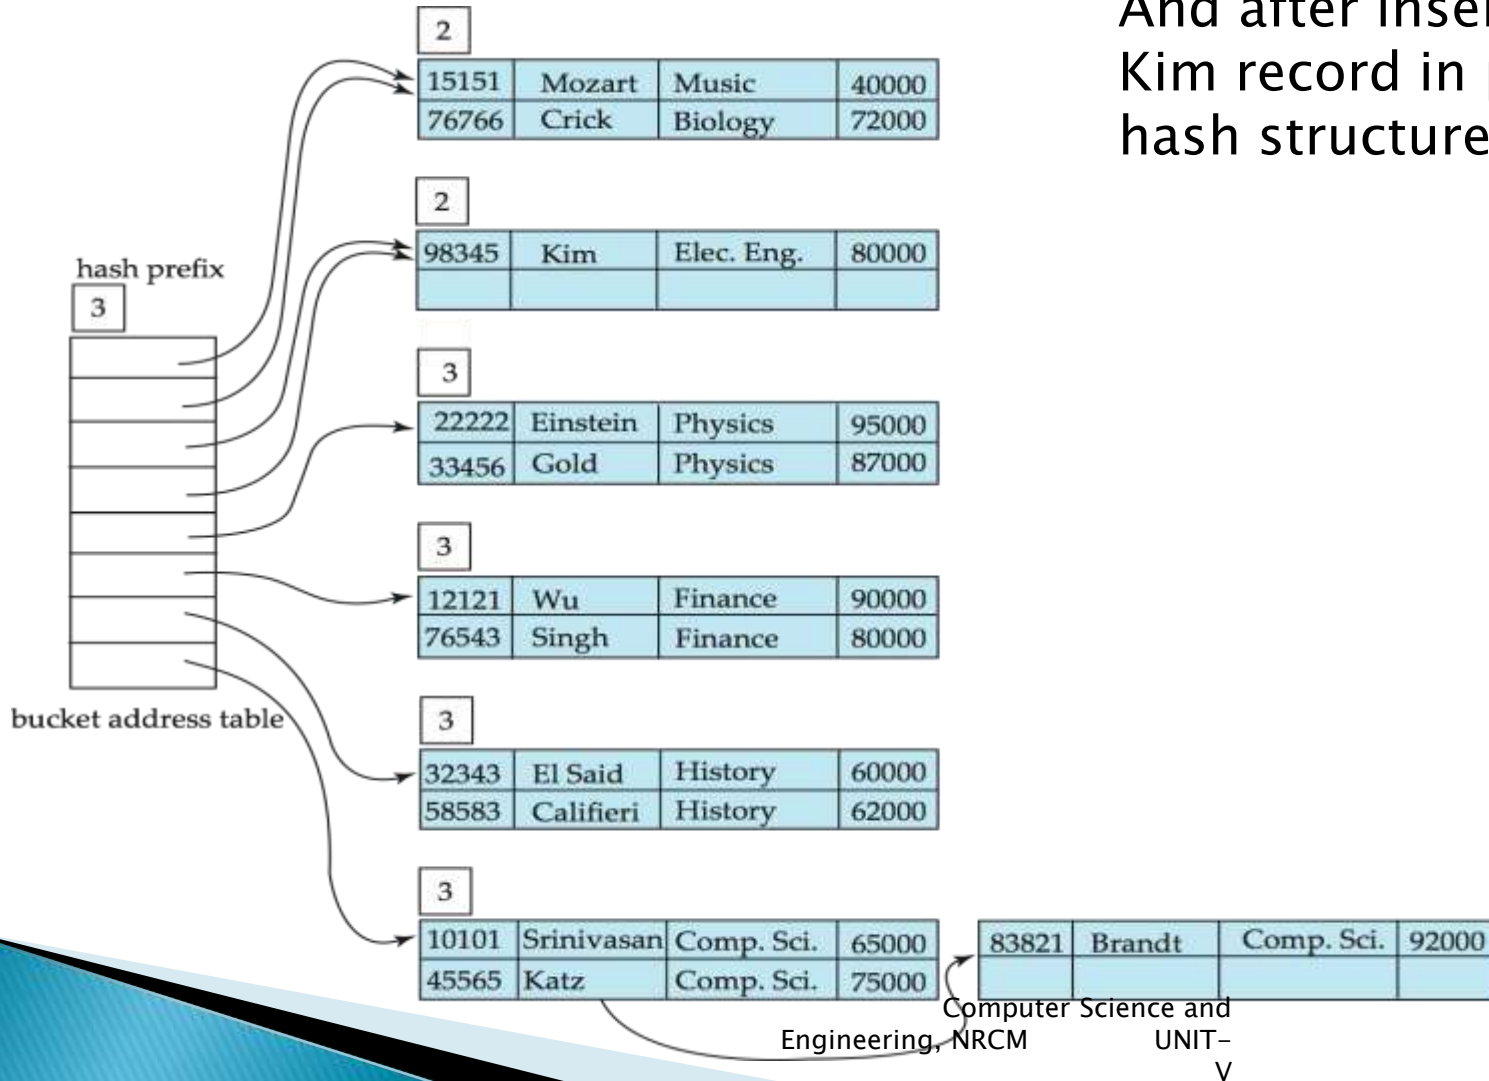 And after inser
Kim record in
hash structure
2
15151 Mozart Music 40000
76766 Crick Biology 72000
2
98345 Kim Elec. Eng. 80000
hash prefix
3
3
22222 Einstein Physics 95000
33456 Gold Physics 87000
3
12121 Wu Finance 90000
76543 Singh Finance 80000
bucket address table
3
32343 El Said History 60000
58583 Califieri History 62000
3
10101 Srinivasan Comp. Sci. 65000
45565 Katz Comp. Sci. 75000
83821 Brandt Comp. Sci. 92000
Computer Science and
Engineering, NRCM UNIT-
V